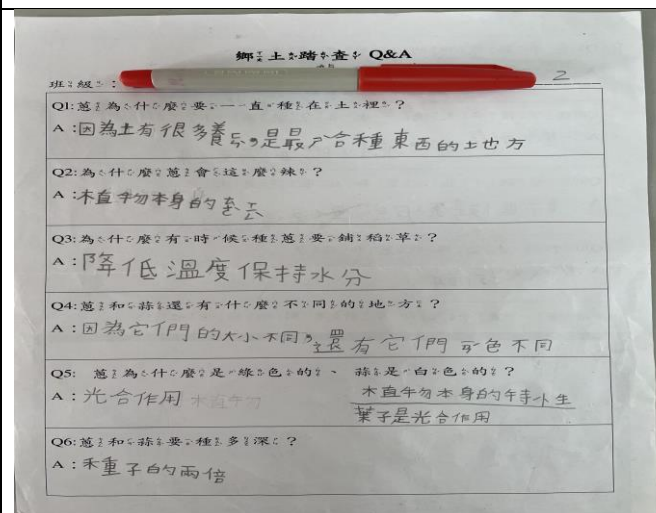 鄉土踏查 Q&A
班級：
2
Q1:蔥為什麼要一直種在土裡？
A：因為土有很多養ㄈㄣ，是最ㄕ合種東西的土也方
Q2:為什麼蔥會這麼辣？
A：植物本身的
Q3:為什麼有時候種蔥要鋪稻草？
A：降低溫度保持水分
Q4:蔥和蒜還有什麼不同的地方？
A：因為它們的大小不同，還有它們 色不同
Q5: 蔥為什麼是綠色的、 蒜是白色的？
A：光合作用
植物本身的特 生
葉子是光合作用
Q6:蔥和蒜要種多深？
A：種子的兩倍